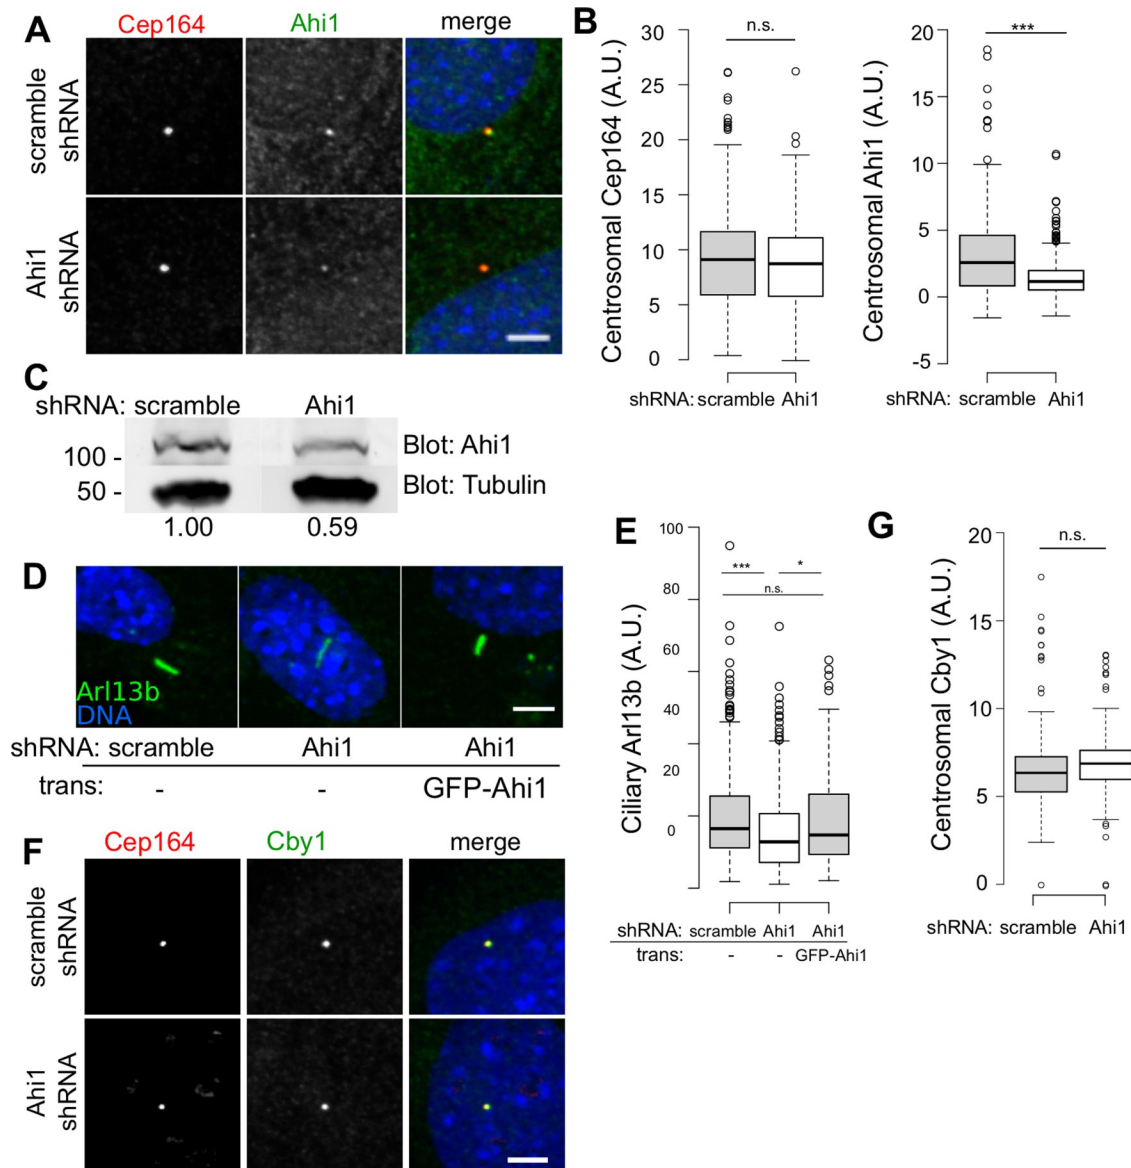 A
Cep164 Ahi1 merge
scramble
shRNA
Ahi1
shRNA
B
Centrosomal Cep164 (A.U.)
30
25
20
15
10
5
0
n.s.
shRNA: scramble Ahi1
Centrosomal Ahi1 (A.U.)
20
15
10
5
0
-5
***
shRNA: scramble Ahi1
C
shRNA: scramble Ahi1
100 -
Blot: Ahi1
50 -
Blot: Tubulin
1.00 0.59
D
Arl13b
DNA
shRNA: scramble Ahi1 Ahi1
trans: - - GFP-Ahi1
E
Ciliary Arl13b (A.U.)
100
80
60
40
20
0
*** *
n.s.
shRNA: scramble Ahi1 Ahi1
trans: - - GFP-Ahi1
F
Cep164 Cby1 merge
scramble
shRNA
Ahi1
shRNA
G
Centrosomal Cby1 (A.U.)
20
15
10
5
0
n.s.
shRNA: scramble Ahi1